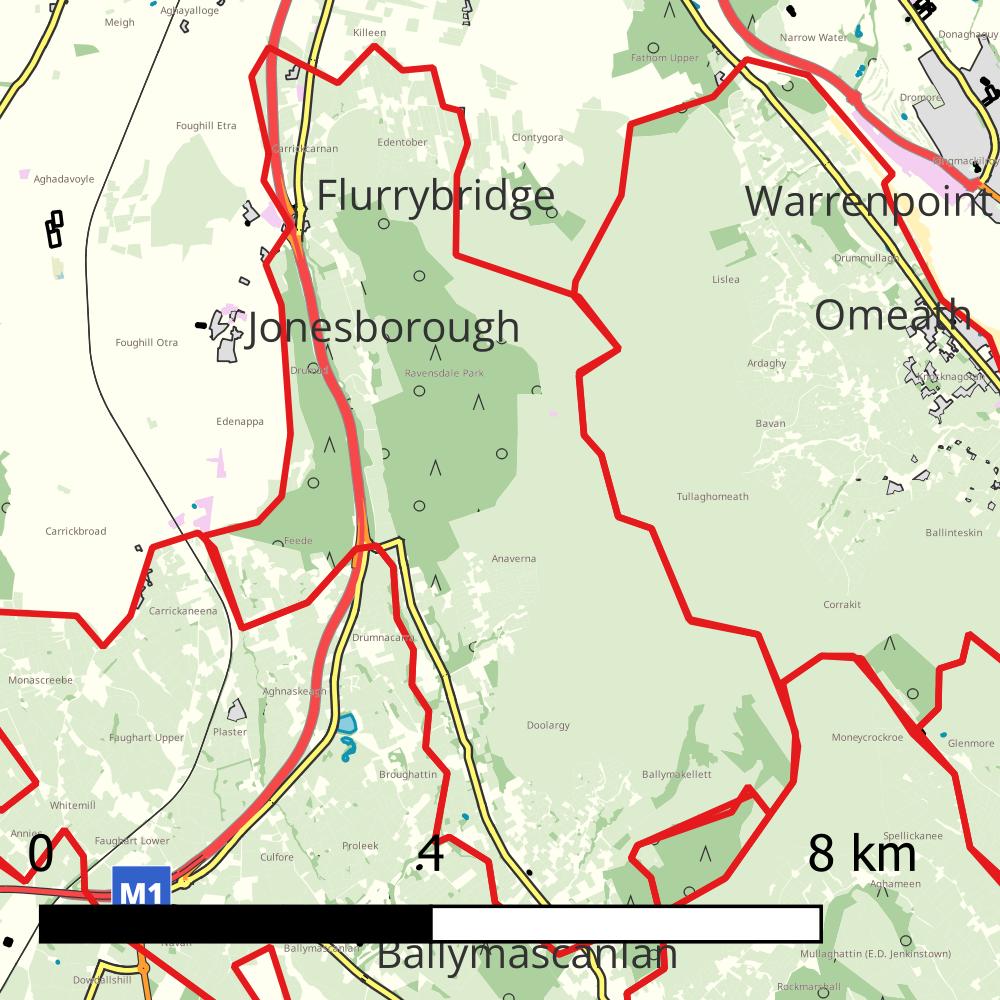 Aghayalloge
Meigh
Killeen
Narrow Water
Donaghaguy
Fathom Upper
Dromore
Foughill Etra
Carrickcarnan
Edentober
Clontygora
Aghadavoyle
Flurrybridge
Warrenpoint
Drummullagh
Lislea
Omeath
Jonesborough
Foughill Otra
Ardaghy
Drumad
Ravensdale Park
Knocknagoran
Edenappa
Bavan
Tullaghomeath
Carrickbroad
Ballinteskin
Feede
Anaverna
Corrakit
Carrickaneena
Drumnacarra
Monascreebe
Aghnaskeagh
Faughart Upper
Plaster
Doolargy
Moneycrockroe
Glenmore
Broughattin
Ballymakellett
Whitemill
Annies
Faughart Lower
Proleek
Spellickanee
Culfore
0 4 8 km
Aghameen
M1
Navan
Ballymascanlan
Ballymascanlan
Mullaghattin (E.D. Jenkinstown)
Dowdallshill
Rockmarshall